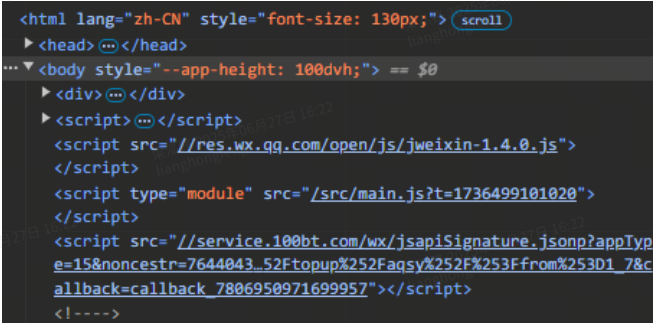 <html lang="zh-CN" style="font-size: 130px;"> scroll
<head> … </head>
… <body style="--app-height: 100dvh;"> == $0
<div> … </div>
<script> … </script>
<script src="//res.wx.qq.com/open/js/jweixin-1.4.0.js">
</script>
<script type="module" src="/src/main.js?t=1736499101020">
</script>
<script src="//service.100bt.com/wx/jsapiSignature.jsonp?appTyp
e=15&noncestr=7644043…52Ftopup%252Faqsy%252F%253Ffrom%253D1_7&c
allback=callback_7806950971699957"></script>
<!---->